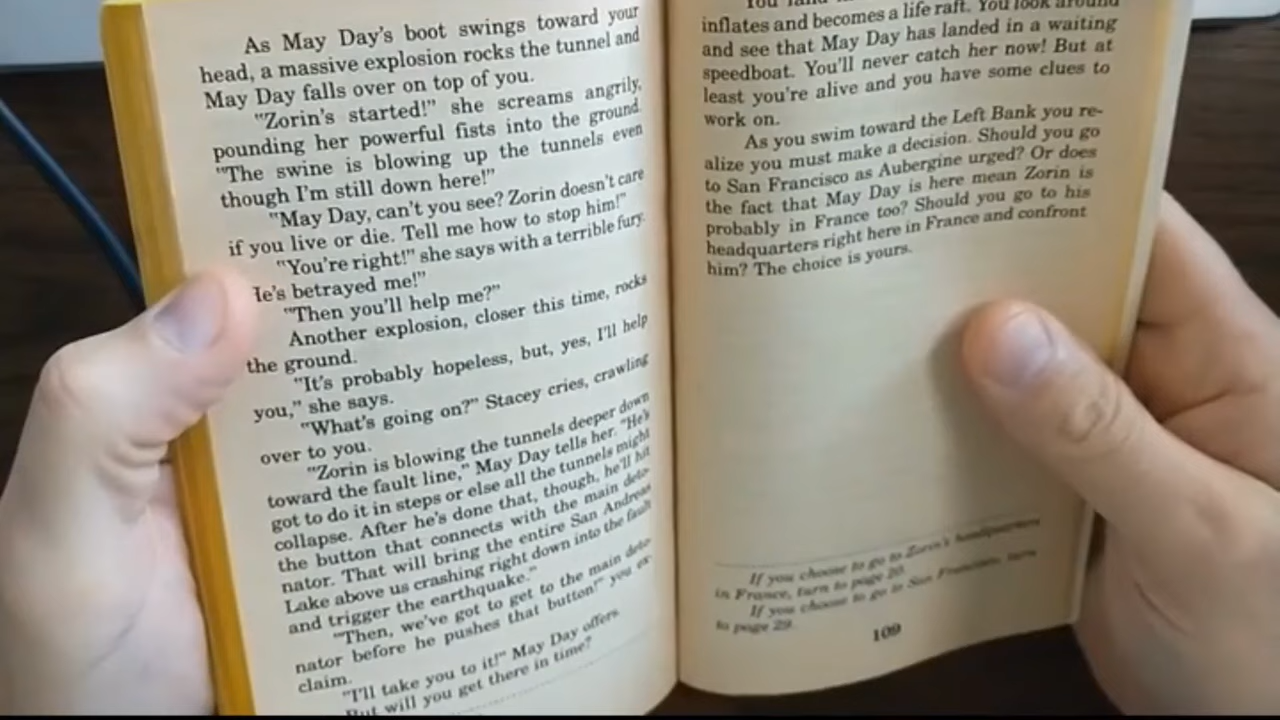 As May Day's boot swings toward your
head, a massive explosion rocks the tunnel and
May Day falls over on top of you.
"Zorin's started!" she screams angrily,
pounding her powerful fists into the ground.
"The swine is blowing up the tunnels even
though I'm still down here!"
"May Day, can't you see? Zorin doesn't care
if you live or die. Tell me how to stop him!"
"You're right!" she says with a terrible fury.
He's betrayed me!"
"Then you'll help me?"
Another explosion, closer this time, rocks
the ground.
"It's probably hopeless, but, yes, I'll help
you," she says.
"What's going on?" Stacey cries, crawling
over to you.
"Zorin is blowing the tunnels deeper down
toward the fault line," May Day tells her. "He's
got to do it in steps or else all the tunnels might
collapse. After he's done that, though, he'll hit
the button that connects with the main deto-
nator. That will bring the entire San Andreas
Lake above us crashing right down into the fault
and trigger the earthquake."
"Then, we've got to get to the main deto-
nator before he pushes that button!" you ex-
claim.
"I'll take you to it!" May Day offers.
But will you get there in time?
You land
inflates and becomes a life raft. You look around
and see that May Day has landed in a waiting
speedboat. You'll never catch her now! But at
least you're alive and you have some clues to
work on.
As you swim toward the Left Bank you re-
alize you must make a decision. Should you go
to San Francisco as Aubergine urged? Or does
the fact that May Day is here mean Zorin is
probably in France too? Should you go to his
headquarters right here in France and confront
him? The choice is yours.
If you choose to go to Zorin's headquarters
in France, turn to page 20.
If you choose to go to San Francisco, turn
to page 29.
109